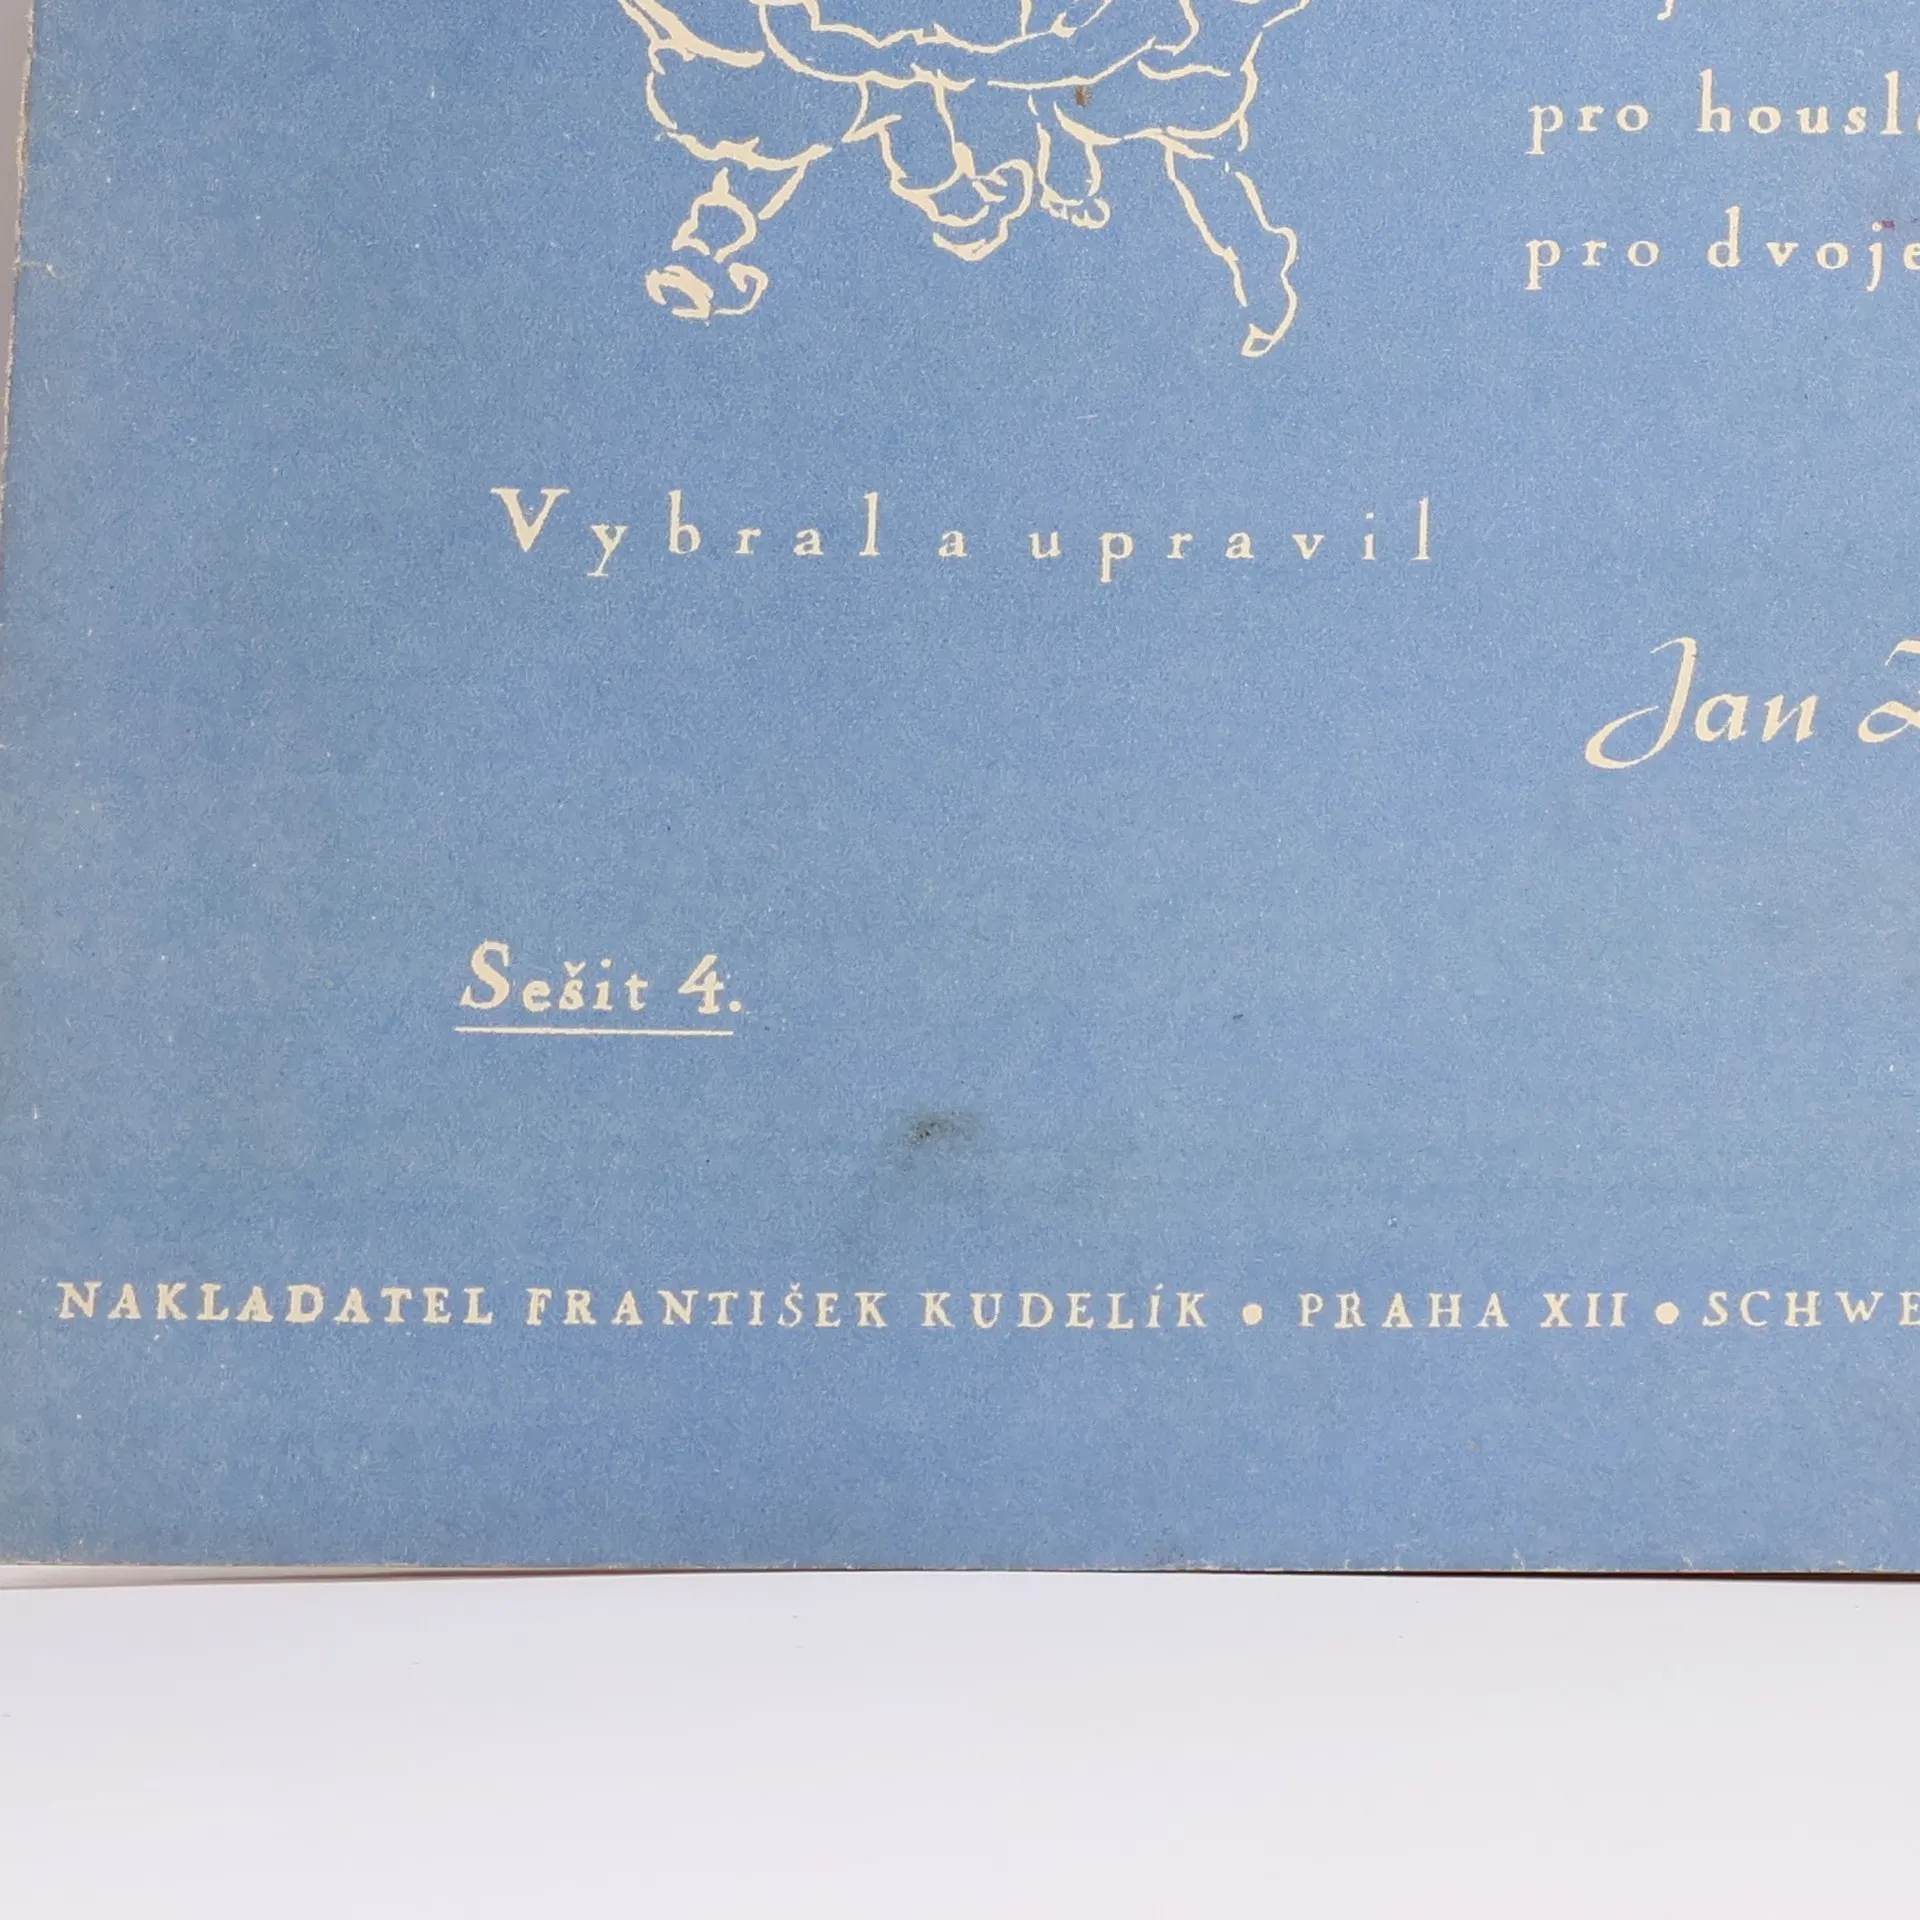 pro housl
pro dvoje
Vybral a upravil
Jan
Sešit 4.
NAKLADATEL FRANTIŠEK KUDELÍK • PRAHA XII • SCHWE